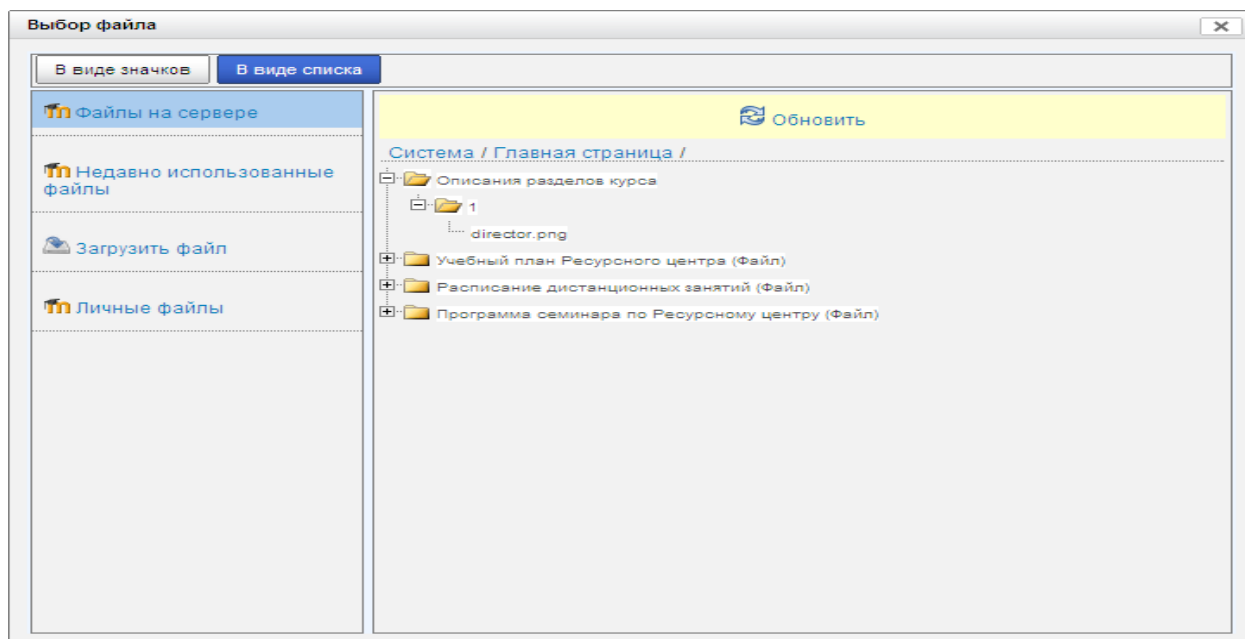 Выбор файла
В виде значков
В виде списка
Файлы на сервере
Недавно использованные
файлы
Загрузить файл
Личные файлы
Обновить
Система / Главная страница /
Описания разделов курса
1
director.png
Учебный план Ресурсного центра (Файл)
Расписание дистанционных занятий (Файл)
Программа семинара по Ресурсному центру (Файл)